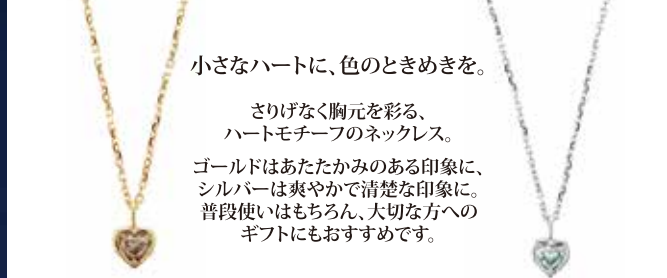 小さなハートに、色のときめきを。
さりげなく胸元を彩る、
ハートモチーフのネックレス。
ゴールドはあたたかみのある印象に、
シルバーは爽やかで清楚な印象に。
普段使いはもちろん、大切な方への
ギフトにもおすすめです。